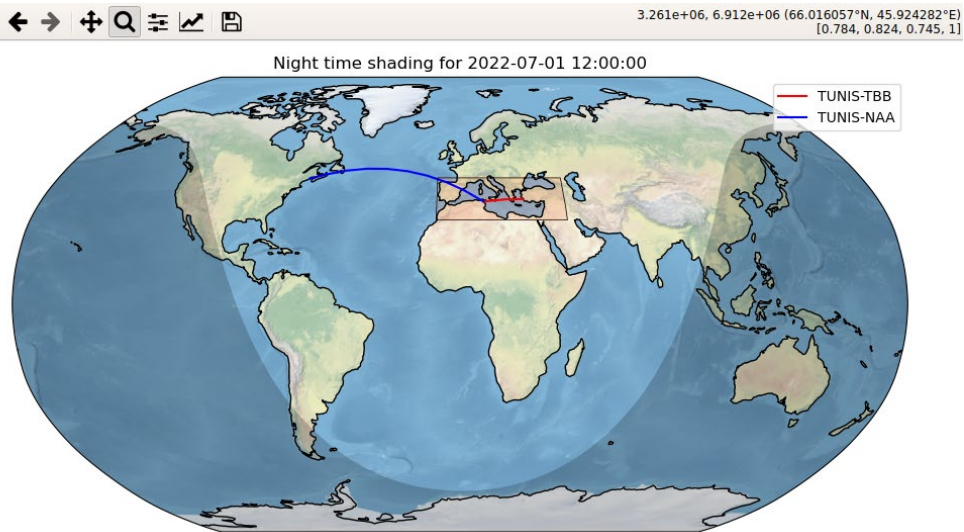 3.261e+06, 6.912e+06 (66.016057°N, 45.924282°E)
[0.784, 0.824, 0.745, 1]
Night time shading for 2022-07-01 12:00:00
TUNIS-TBB
TUNIS-NAA